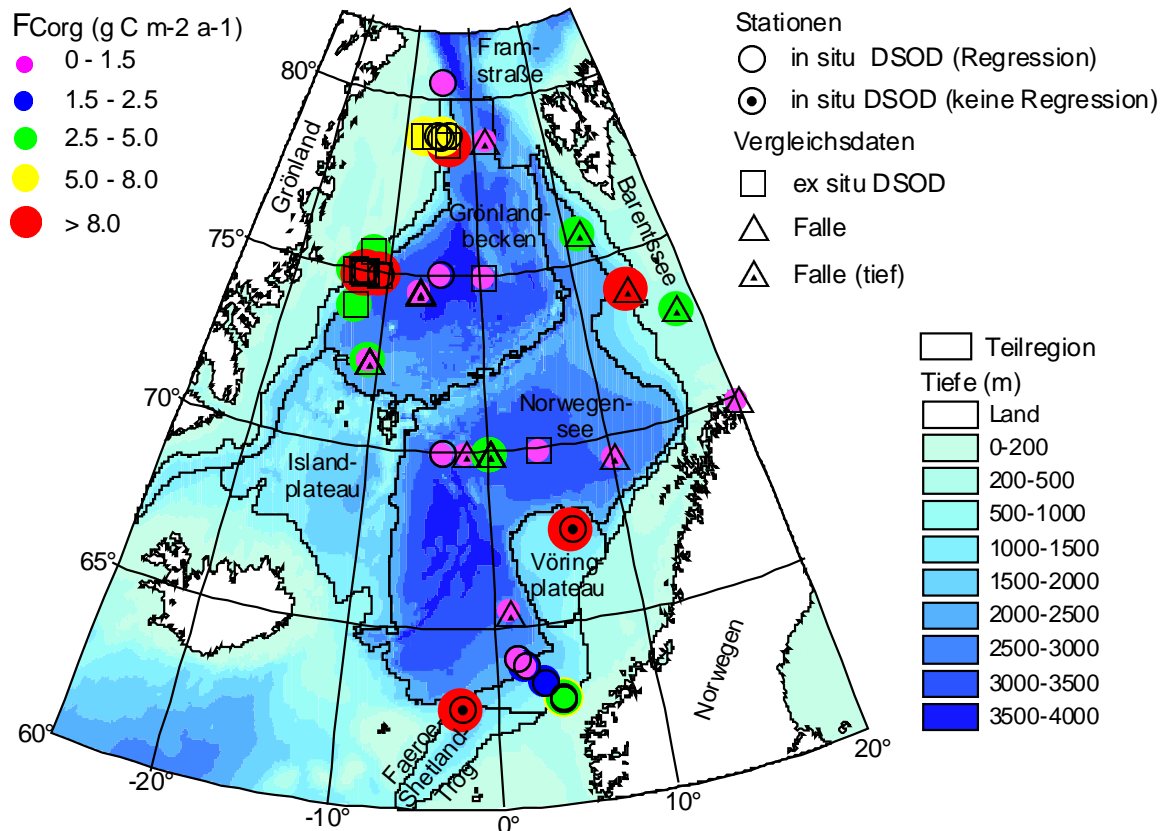 FCorg (g C m-2 a-1)
0 - 1.5
1.5 - 2.5
2.5 - 5.0
5.0 - 8.0
> 8.0
Stationen
in situ DSOD (Regression)
in situ DSOD (keine Regression)
Vergleichsdaten
ex situ DSOD
Falle
Falle (tief)
Teilregion
Tiefe (m)
Land
0-200
200-500
500-1000
1000-1500
1500-2000
2000-2500
2500-3000
3000-3500
3500-4000
Fram-
straße
80°
Grönland
Barentssee
Grönland-
becken
75°
70°
Norwegen-
see
Island-
plateau
65°
Vöring
plateau
Norwegen
60°
Faeroe-
Shetland-
Trog
-20°
-10°
0°
10°
20°